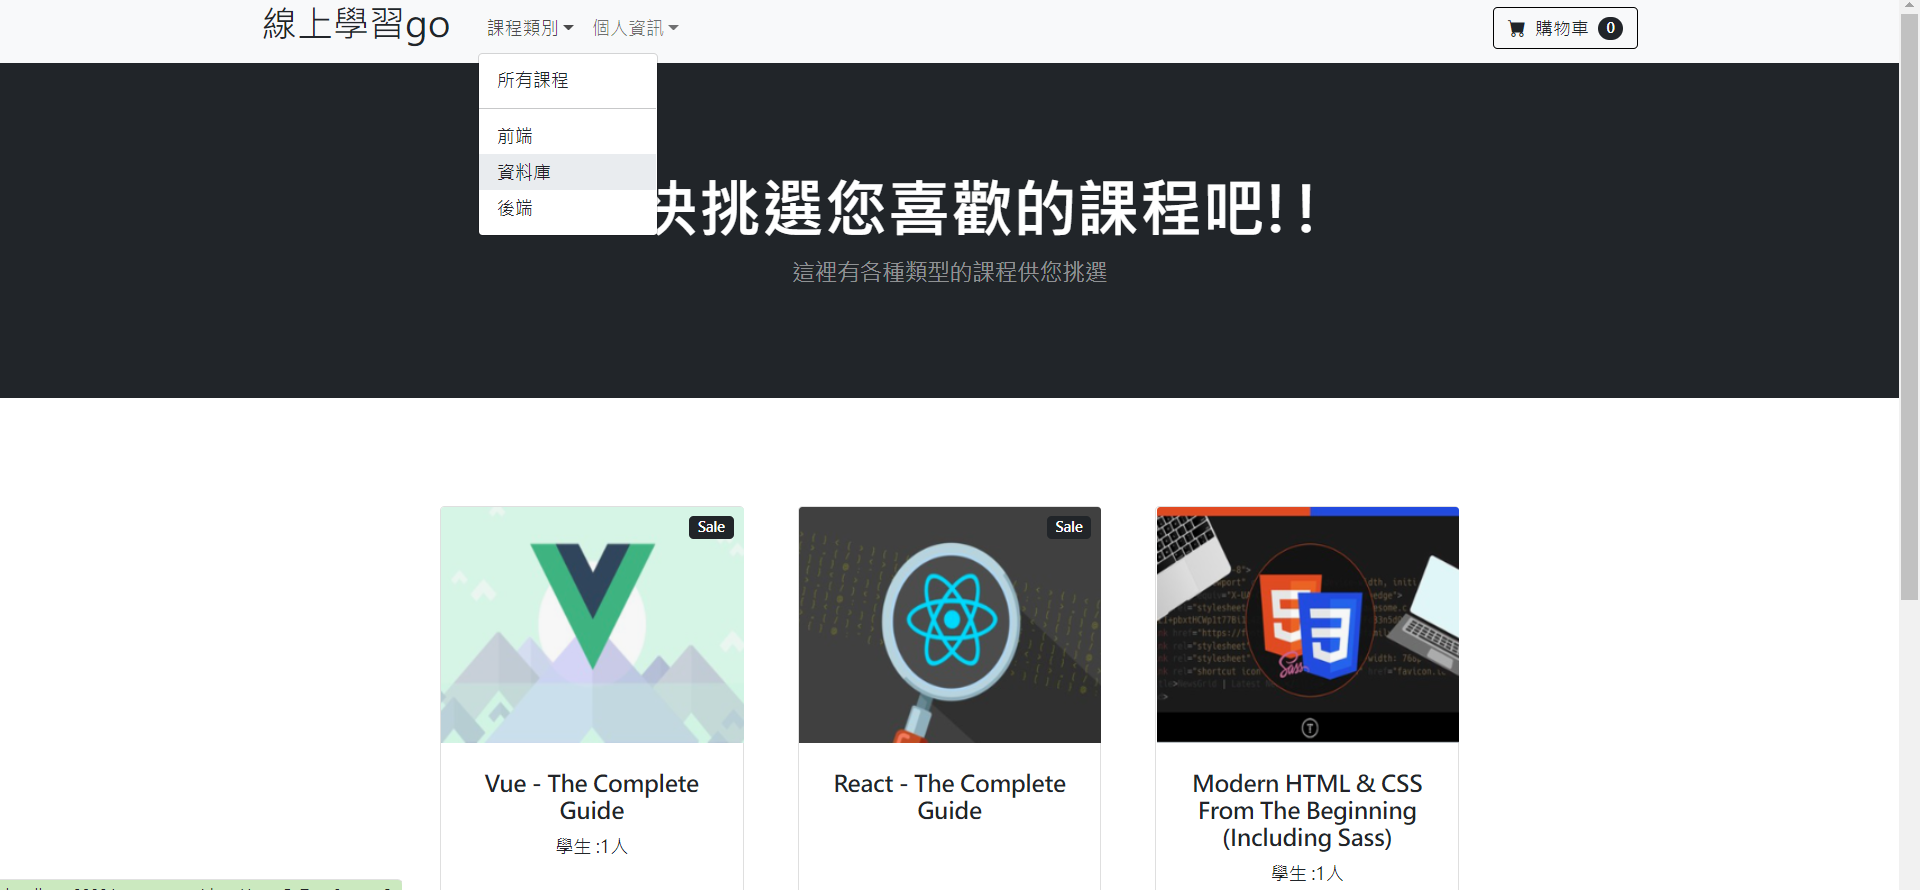 線上學習go
課程類別
個人資訊
購物車 0
所有課程
前端
資料庫
後端
快挑選您喜歡的課程吧!!
這裡有各種類型的課程供您挑選
Sale
Sale
Vue - The Complete
Guide
學生 :1人
React - The Complete
Guide
Modern HTML & CSS
From The Beginning
(Including Sass)
學生 :1人